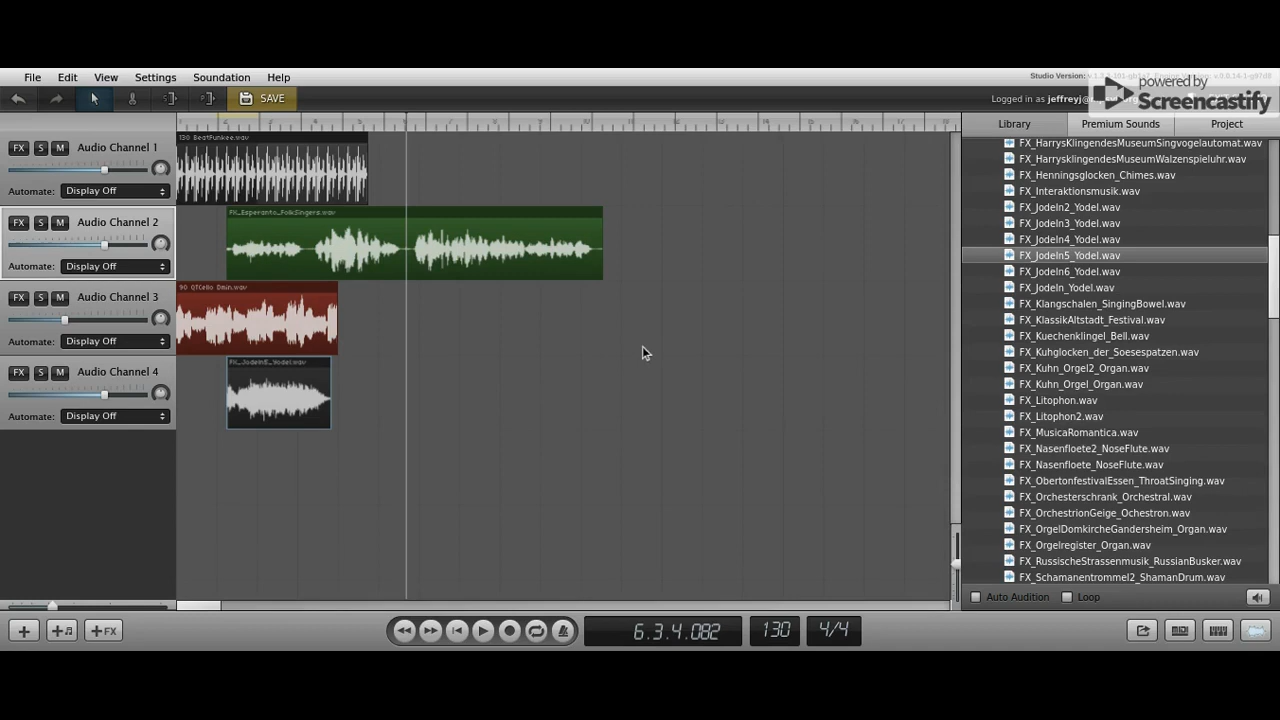 powered by
Screencastify
File Edit View Settings Soundation Help
Studio Version:
SAVE
Logged in as
Library Premium Sounds Project
130 BeatFunkee.wav
FX S M Audio Channel 1
Automate: Display Off
FX_Esperanto_FolkSingers.wav
FX S M Audio Channel 2
Automate: Display Off
90 QTCello Dmin.wav
FX S M Audio Channel 3
Automate: Display Off
FX_Jodeln5_Yodel.wav
FX S M Audio Channel 4
Automate: Display Off
FX_HarrysKlingendesMuseumSingvogelautomat.wav
FX_HarrysklingendesMuseumWalzenspieluhr.wav
FX_Henningsglocken_Chimes.wav
FX_Interaktionsmusik.wav
FX_Jodeln2_Yodel.wav
FX_Jodeln3_Yodel.wav
FX_Jodeln4_Yodel.wav
FX_Jodeln5_Yodel.wav
FX_Jodeln6_Yodel.wav
FX_Jodeln_Yodel.wav
FX_Klangschalen_SingingBowel.wav
FX_KlassikAltstadt_Festival.wav
FX_Kuechenklingel_Bell.wav
FX_Kuhglocken_der_Soesespatzen.wav
FX_Kuhn_Orgel2_Organ.wav
FX_Kuhn_Orgel_Organ.wav
FX_Litophon.wav
FX_Litophon2.wav
FX_MusicaRomantica.wav
FX_Nasenfloete2_NoseFlute.wav
FX_Nasenfloete_NoseFlute.wav
FX_ObertonfestivalEssen_ThroatSinging.wav
FX_Orchesterschrank_Orchestral.wav
FX_OrchestrionGeige_Ochestron.wav
FX_OrgelDomkircheGandersheim_Organ.wav
FX_Orgelregister_Organ.wav
FX_RussischeStrassenmusik_RussianBusker.wav
FX_Schamanentrommel2_ShamanDrum.wav
Auto Audition Loop
+FX
6.3.4.082 130 4/4